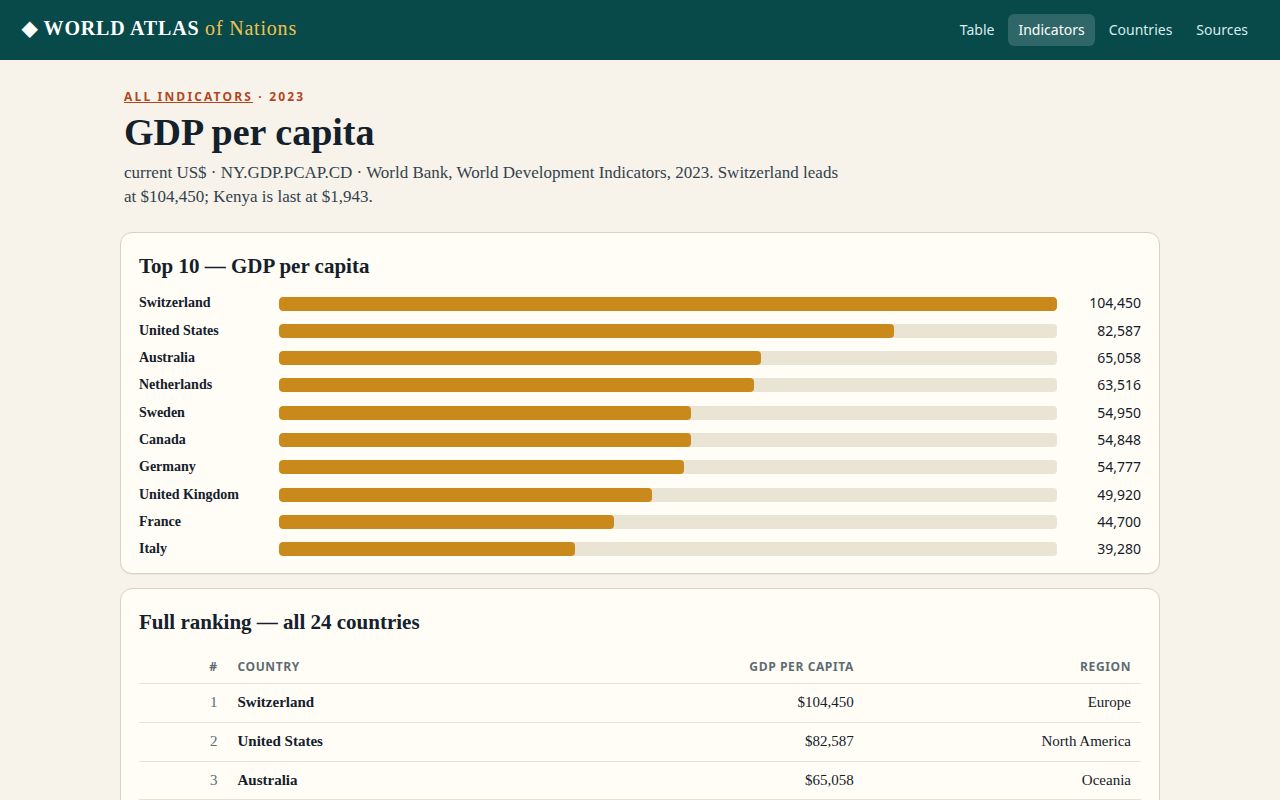 ◆ WORLD ATLAS of Nations
Table Indicators Countries Sources
ALL INDICATORS · 2023
GDP per capita
current US$ · NY.GDP.PCAP.CD · World Bank, World Development Indicators, 2023. Switzerland leads
at $104,450; Kenya is last at $1,943.
Top 10 — GDP per capita
Switzerland 104,450
United States 82,587
Australia 65,058
Netherlands 63,516
Sweden 54,950
Canada 54,848
Germany 54,777
United Kingdom 49,920
France 44,700
Italy 39,280
Full ranking — all 24 countries
# COUNTRY GDP PER CAPITA REGION
1 Switzerland $104,450 Europe
2 United States $82,587 North America
3 Australia $65,058 Oceania